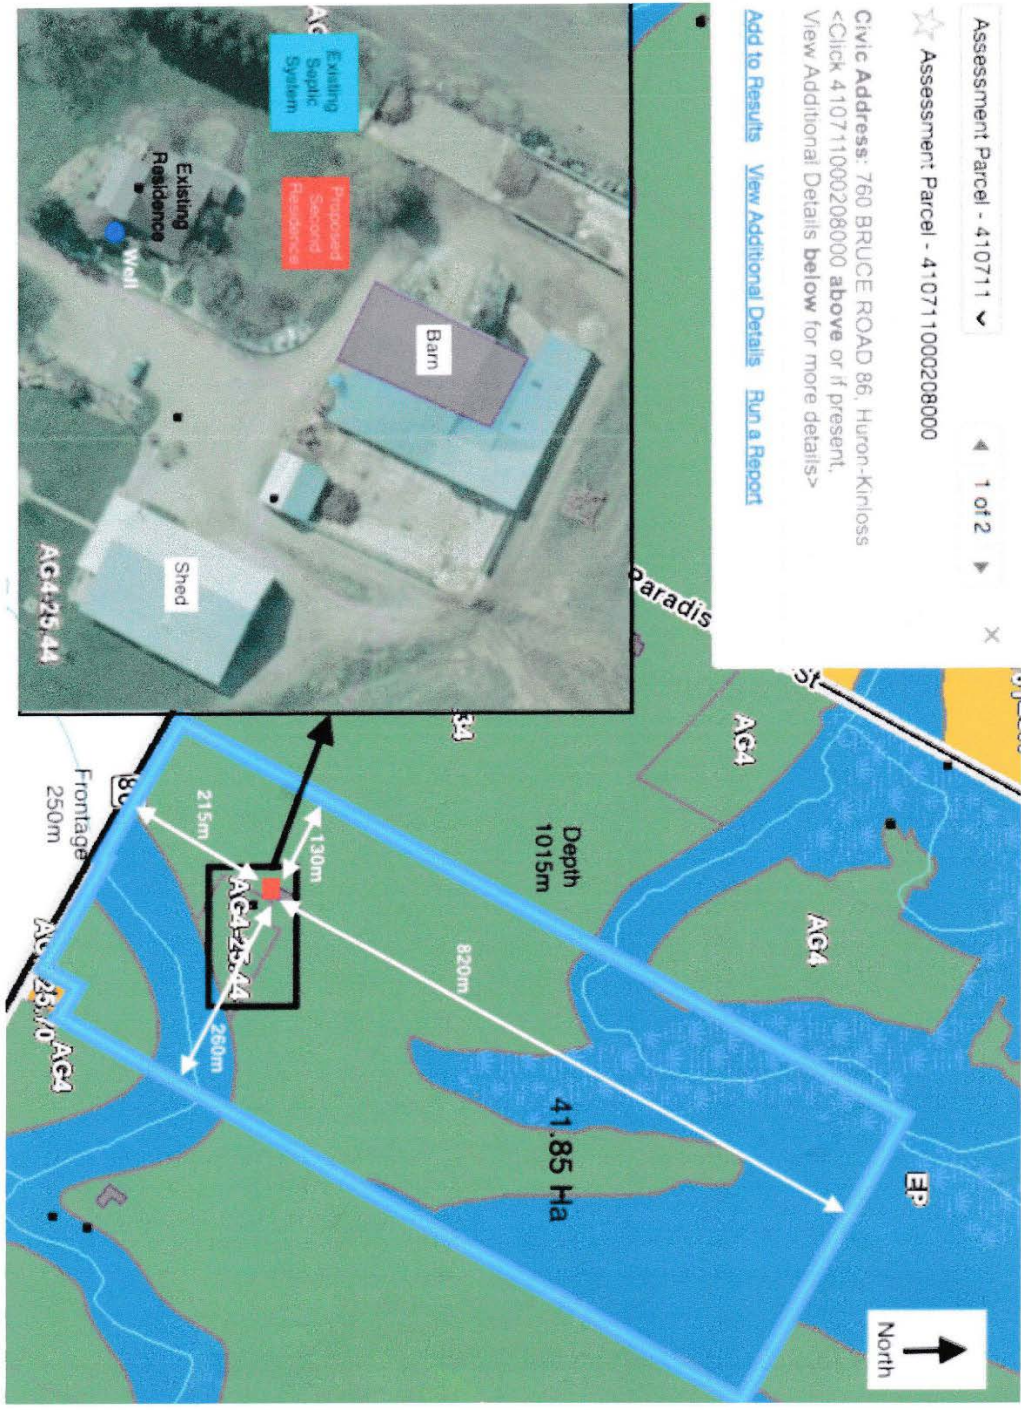 Assessment Parcel - 410711
1 of 2
Assessment Parcel - 410711000208000
Civic Address: 760 BRUCE ROAD 86, Huron-Kinloss
<Click 410711000208000 above or if present,
View Additional Details below for more details>
Add to Results View Additional Details Run a Report
Existing
Septic
System
Proposed
Second
Residence
Existing
Residence
Well
Barn
Shed
AG4-25.44
Paradis
St
34
AG4
AG4
EP
North
Depth
1015m
130m
215m
820m
260m
AG4-25.44
41.85 Ha
Frontage
250m
AG4